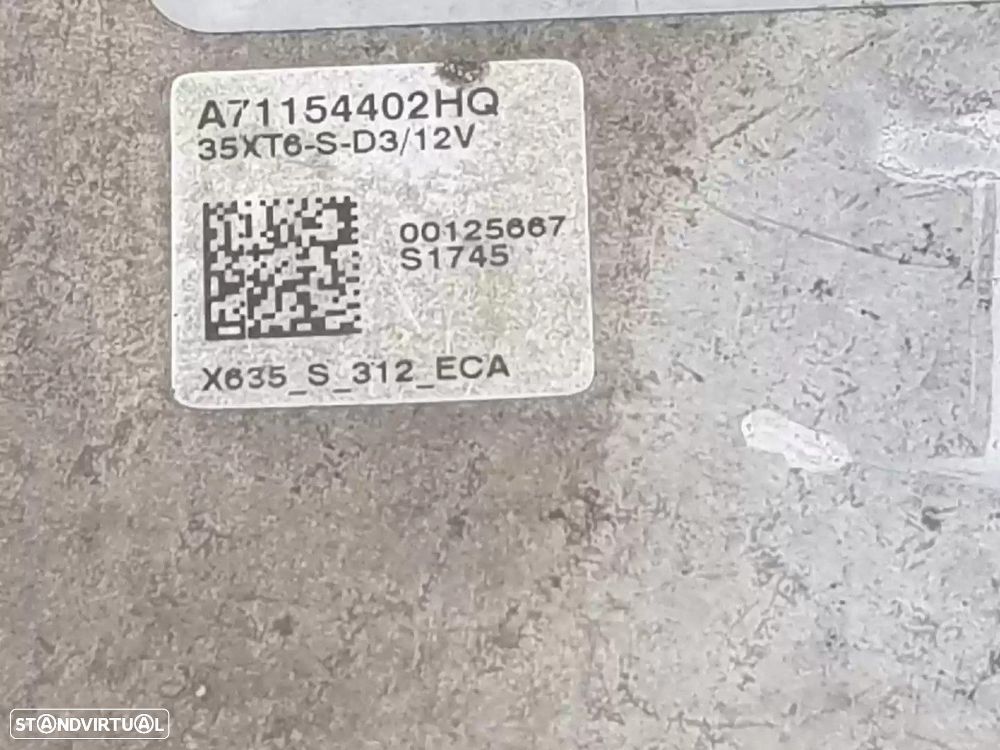 A71154402HQ
35XT6-S-D3/12V
00125667
S1745
X635_S_312_ECA
STANDVIRTUAL